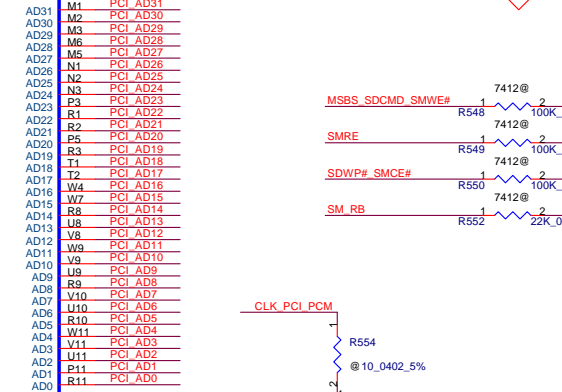 AD31 M1 PCI_AD31
AD30 M2 PCI_AD30
AD29 M3 PCI_AD29
AD28 M6 PCI_AD28
AD27 M5 PCI_AD27
AD26 N1 PCI_AD26
AD25 N2 PCI_AD25
AD24 N3 PCI_AD24
AD23 P3 PCI_AD23
AD22 R1 PCI_AD22
AD21 R2 PCI_AD21
AD20 P5 PCI_AD20
AD19 R3 PCI_AD19
AD18 T1 PCI_AD18
AD17 T2 PCI_AD17
AD16 W4 PCI_AD16
AD15 W7 PCI_AD15
AD14 R8 PCI_AD14
AD13 U8 PCI_AD13
AD12 V8 PCI_AD12
AD11 W9 PCI_AD11
AD10 V9 PCI_AD10
AD9 U9 PCI_AD9
AD8 R9 PCI_AD8
AD7 V10 PCI_AD7
AD6 U10 PCI_AD6
AD5 R10 PCI_AD5
AD4 W11 PCI_AD4
AD3 V11 PCI_AD3
AD2 U11 PCI_AD2
AD1 P11 PCI_AD1
AD0 R11 PCI_AD0
7412@
MSBS_SDCMD_SMWE# 1 2
R548 100K_
7412@
SMRE 1 2
R549 100K_
7412@
SDWP#_SMCE# 1 2
R550 100K_
7412@
SM_RB 1 2
R552 22K_0
CLK_PCI_PCM
1
R554
@10_0402_5%
2